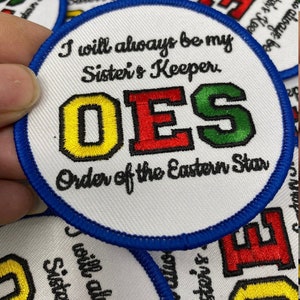 I will always be my
Sister's Keeper.
OES
Order of the Eastern Star